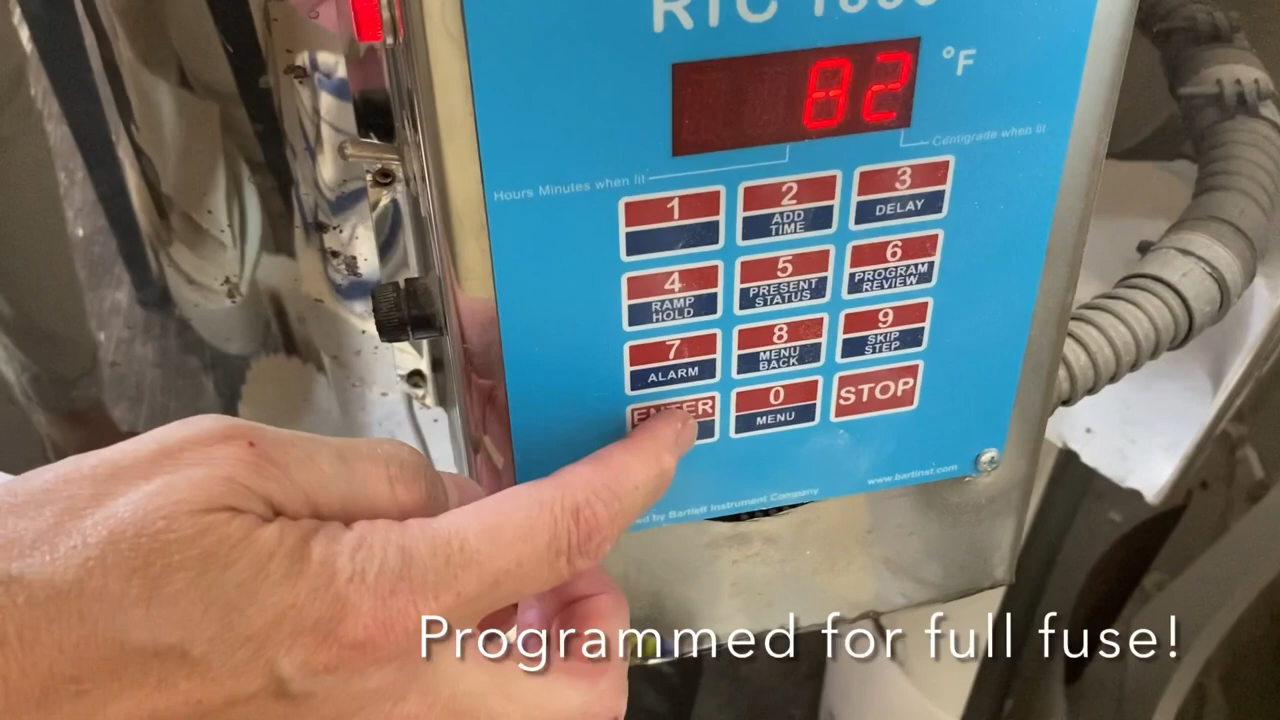 RTC
82
°F
Centigrade when lit
Hours Minutes when lit
1
2
ADD
TIME
3
DELAY
4
RAMP
HOLD
5
PRESENT
STATUS
6
PROGRAM
REVIEW
7
ALARM
8
MENU
BACK
9
SKIP
STEP
ENTER
0
MENU
STOP
www.bartinst.com
by Bartlett Instrument Company
Programmed for full fuse!